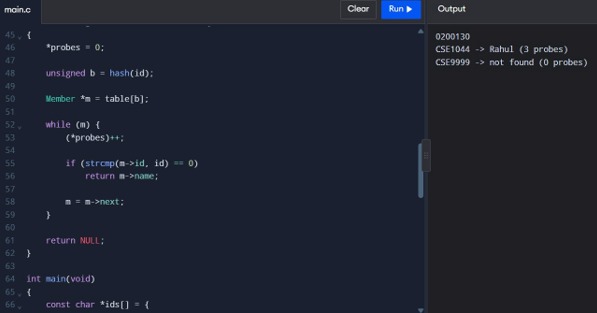 main.c
Clear
Run
Output
45 {
46 *probes = 0;
47
48 unsigned b = hash(id);
49
50 Member *m = table[b];
51
52 while (m) {
53 (*probes)++;
54
55 if (strcmp(m->id, id) == 0)
56 return m->name;
57
58 m = m->next;
59 }
60
61 return NULL;
62 }
63
64 int main(void)
65 {
66 const char *ids[] = {
0200130
CSE1044 -> Rahul (3 probes)
CSE9999 -> not found (0 probes)